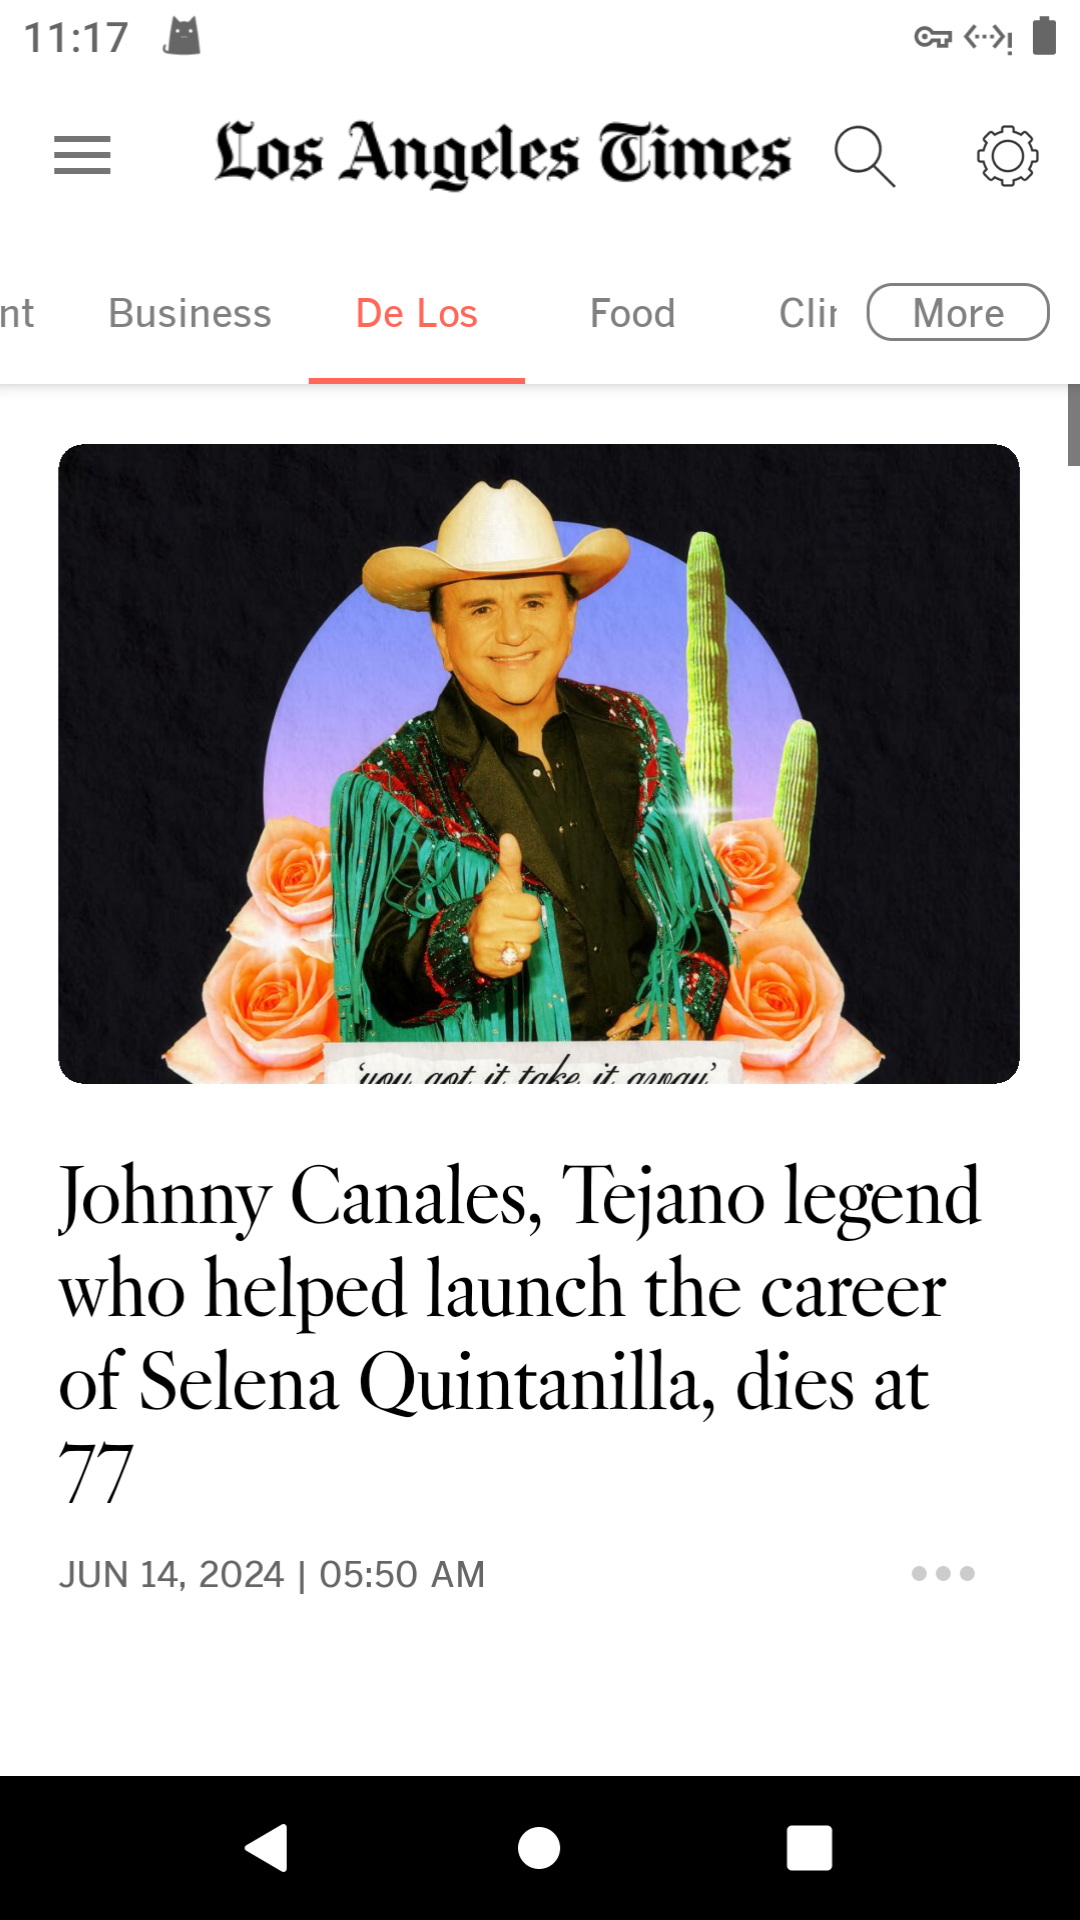 11:17
Los Angeles Times
nt Business De Los Food Clir More
'you got it take it away'
Johnny Canales, Tejano legend
who helped launch the career
of Selena Quintanilla, dies at
77
JUN 14, 2024 | 05:50 AM